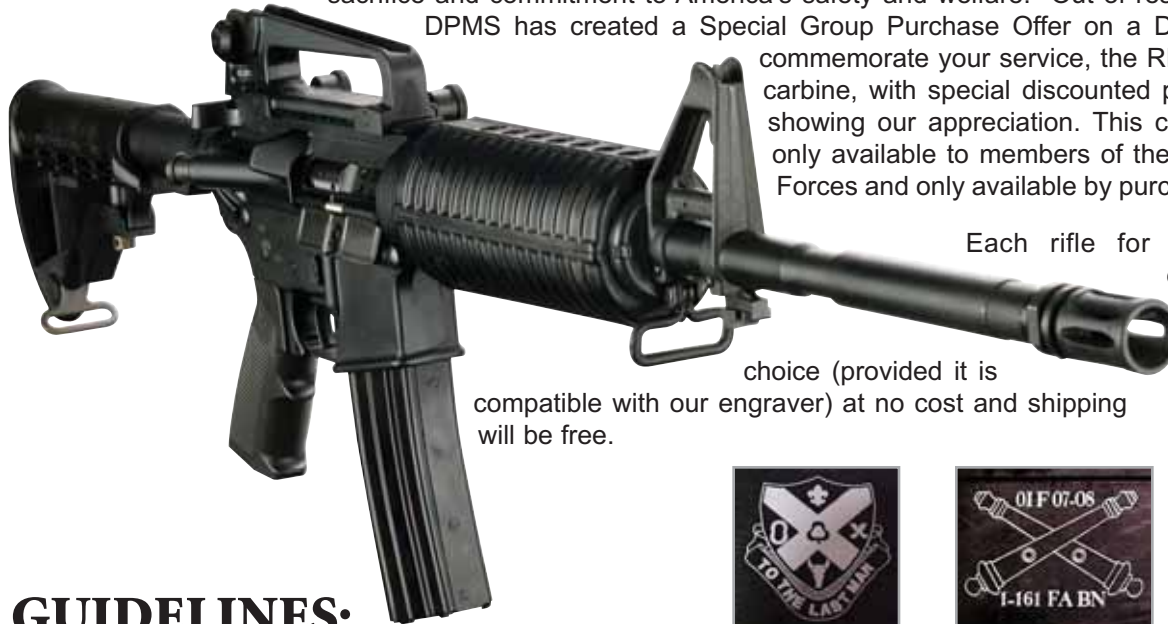 sacrifice and commitment to America's safety and welfare. Out of
DPMS has created a Special Group Purchase Offer on a
commemorate your service, the
carbine, with special discounted
showing our appreciation. This
only available to members of the
Forces and only available by
Each rifle for
choice (provided it is
compatible with our engraver) at no cost and shipping
will be free.
O X
TO THE LAST MAN
OIF 07-08
1-161 FA BN
GUIDELINES: